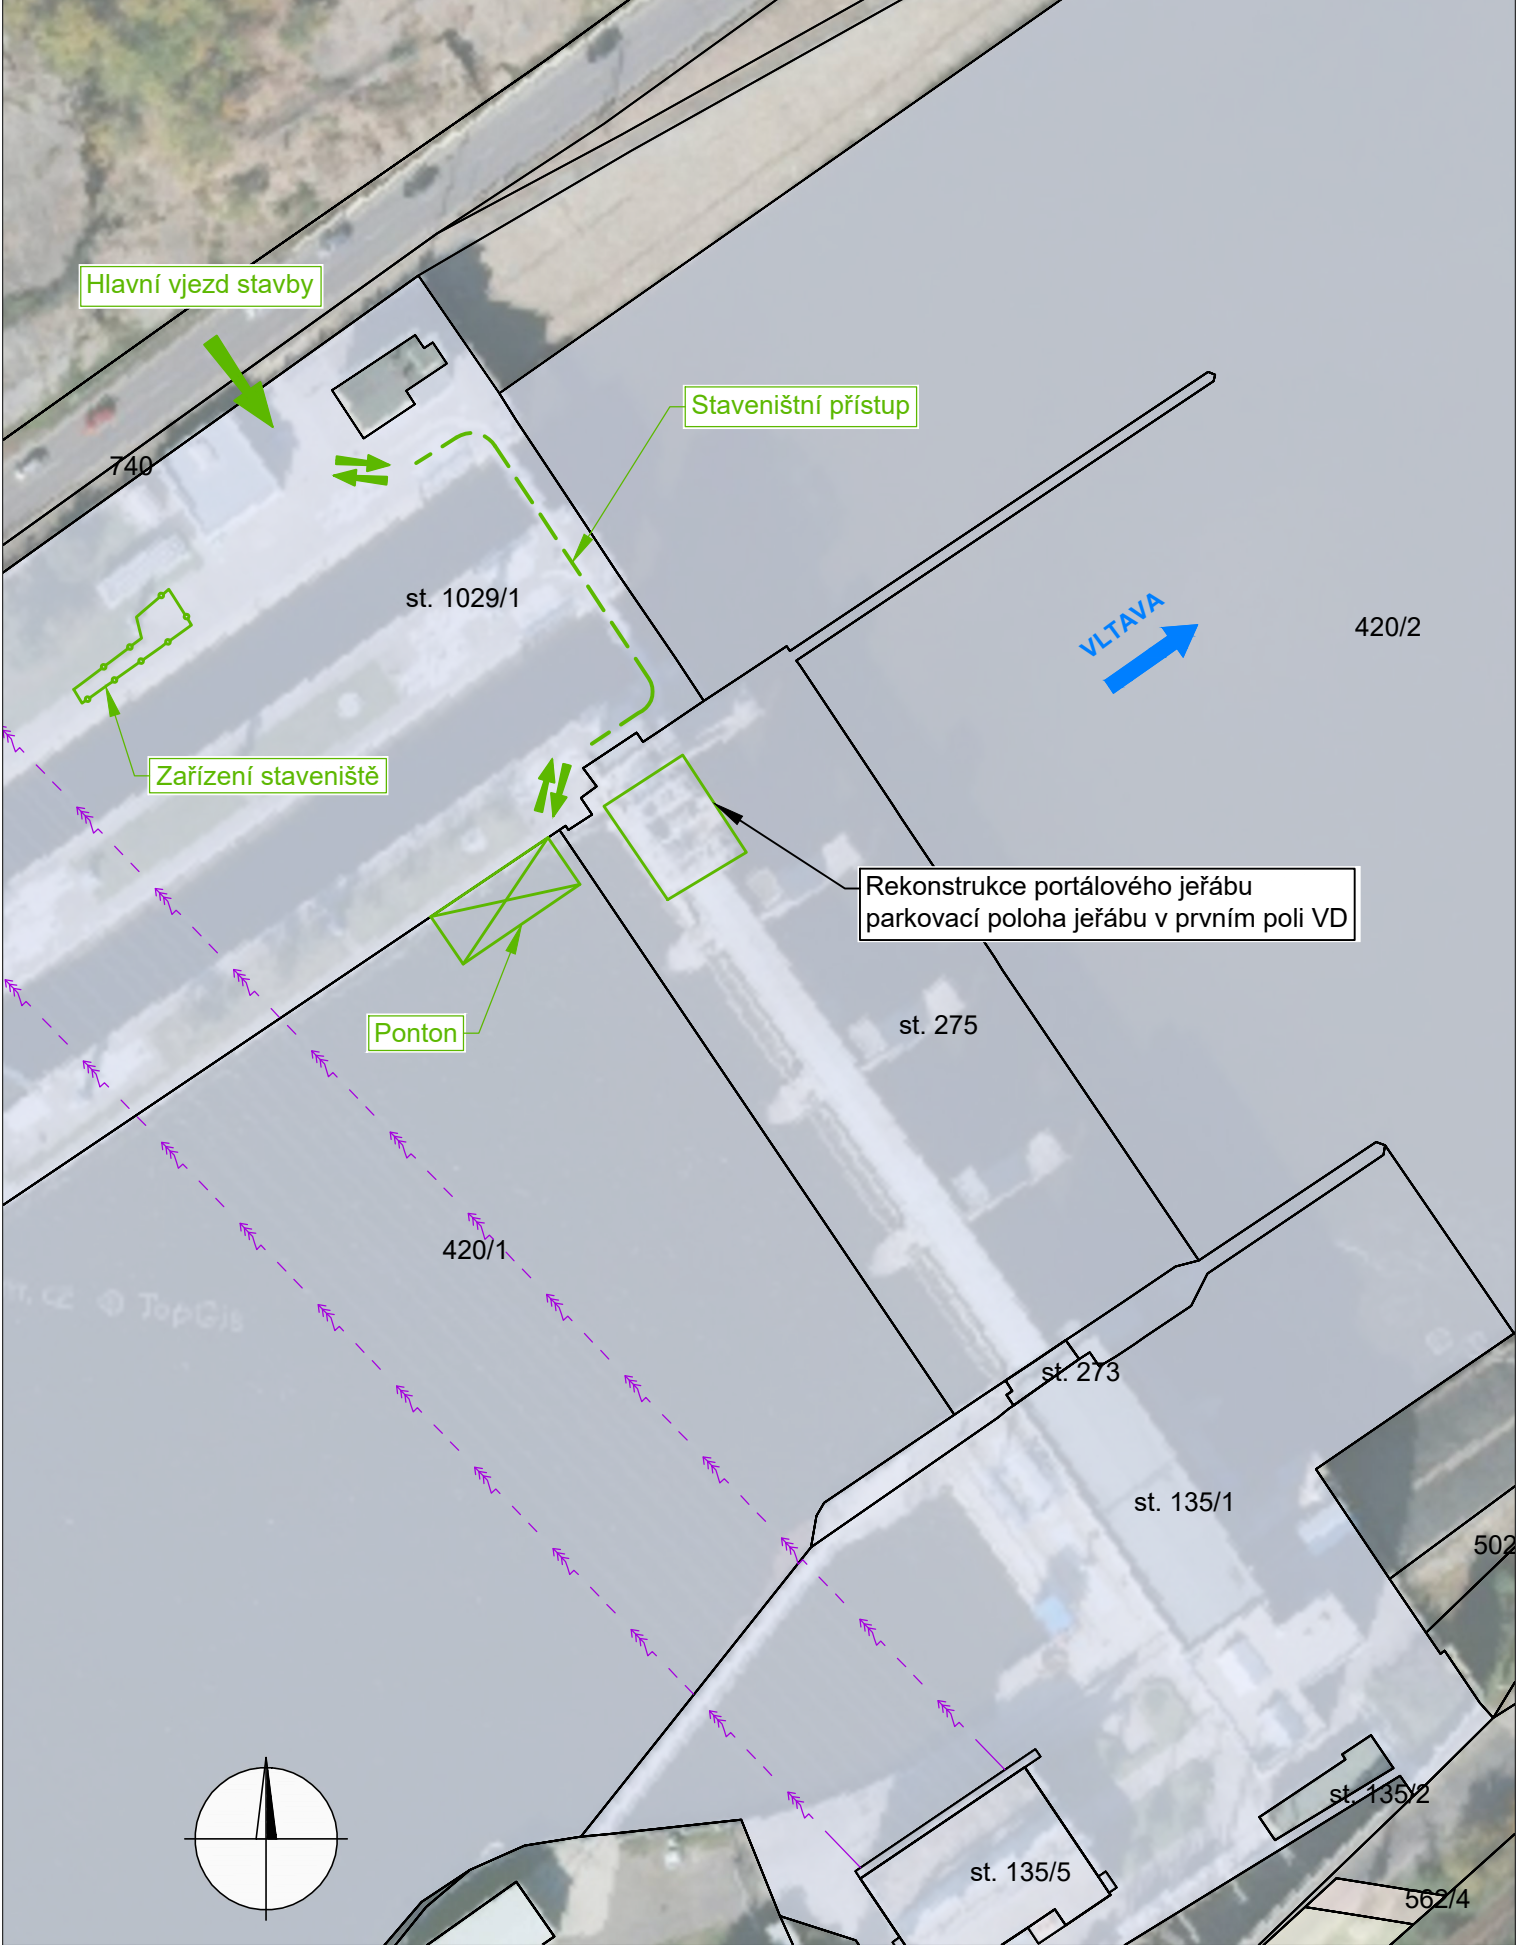 Hlavní vjezd stavby
Staveništní přístup
740
st. 1029/1
VLTAVA
420/2
Zařízení staveniště
Rekonstrukce portálového jeřábu
parkovací poloha jeřábu v prvním poli VD
Ponton
st. 275
420/1
TopGis
st. 273
st. 135/1
502
st. 135/2
st. 135/5
562/4